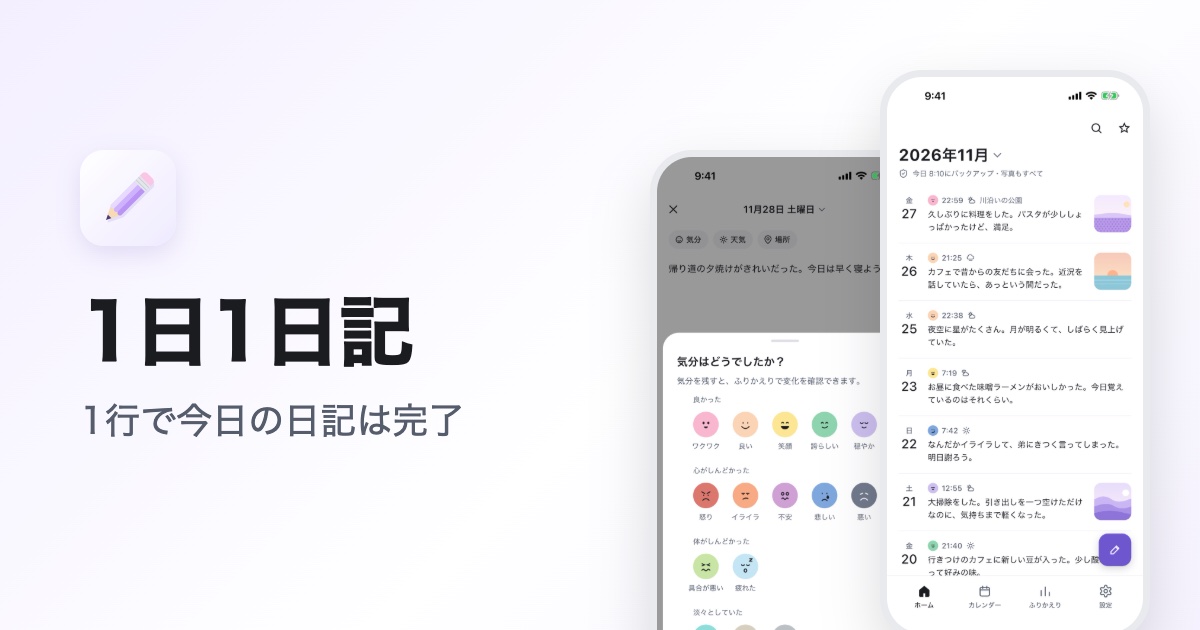 1日1日記
1行で今日の日記は完了
9:41
11月28日 土曜日
気分
天気
場所
帰り道の夕焼けがきれいだった。今日は早く寝よう
気分はどうでしたか？
気分を残すと、ふりかえりで変化を確認できます。
良かった
ワクワク
良い
笑顔
誇らしい
穏やか
心がしんどかった
怒り
イライラ
不安
悲しい
悪い
体がしんどかった
具合が悪い
疲れた
淡々としていた
9:41
2026年11月
今日 8:10にバックアップ・写真もすべて
金
27
22:59 川沿いの公園
久しぶりに料理をした。パスタが少ししょ
っぱかったけど、満足。
木
26
21:25
カフェで昔からの友だちに会った。近況を
話していたら、あっという間だった。
水
25
22:38
夜空に星がたくさん。月が明るくて、しばらく見上げ
ていた。
月
23
7:19
お昼に食べた味噌ラーメンがおいしかった。今日覚え
ているのはそれくらい。
日
22
7:42
なんだかイライラして、弟にきつく言ってしまった。
明日謝ろう。
土
21
12:55
大掃除をした。引き出しを一つ空けただけ
なのに、気持ちまで軽くなった。
金
20
21:40
行きつけのカフェに新しい豆が入った。少し酸
って好みの味。
ホーム
カレンダー
ふりかえり
設定